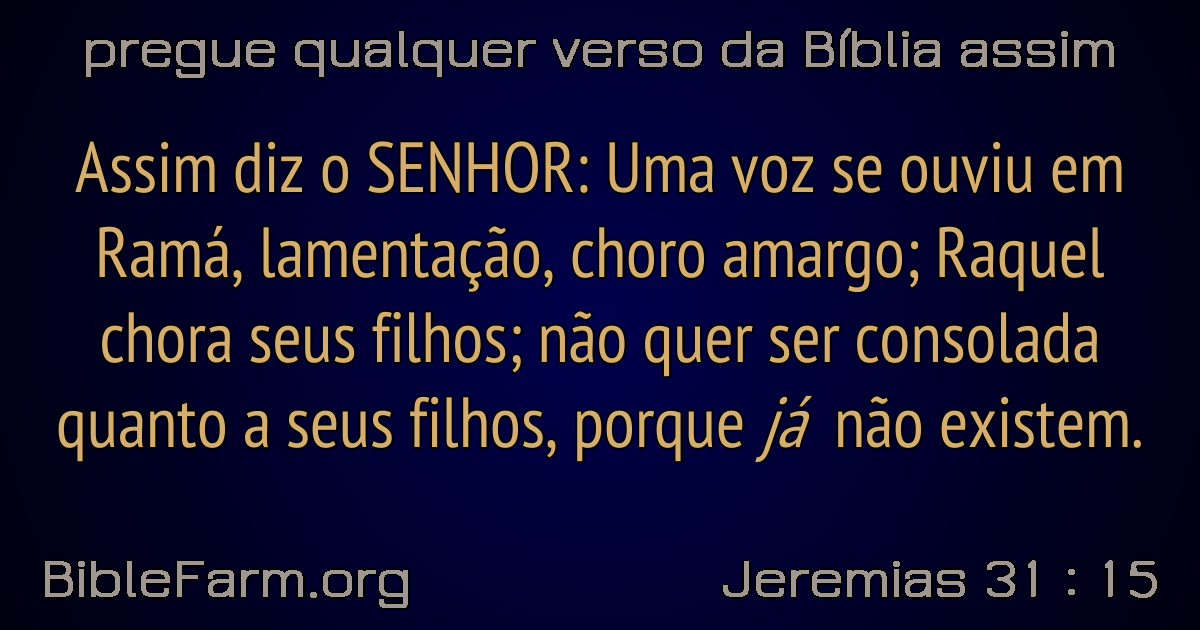 pregue qualquer verso da Bíblia assim
Assim diz o SENHOR: Uma voz se ouviu em
Ramá, lamentação, choro amargo; Raquel
chora seus filhos; não quer ser consolada
quanto a seus filhos, porque já não existem.
BibleFarm.org
Jeremias 31 : 15